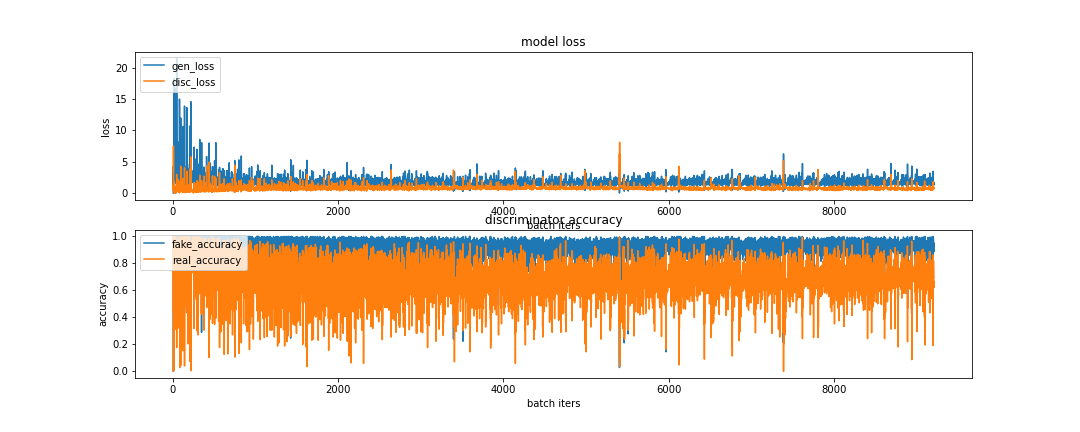 model loss
gen_loss
disc_loss
20
15
10
5
0
loss
0
2000
4000
6000
8000
batch iters
discriminator accuracy
fake_accuracy
real_accuracy
1.0
0.8
0.6
0.4
0.2
0.0
accuracy
0
2000
4000
6000
8000
batch iters